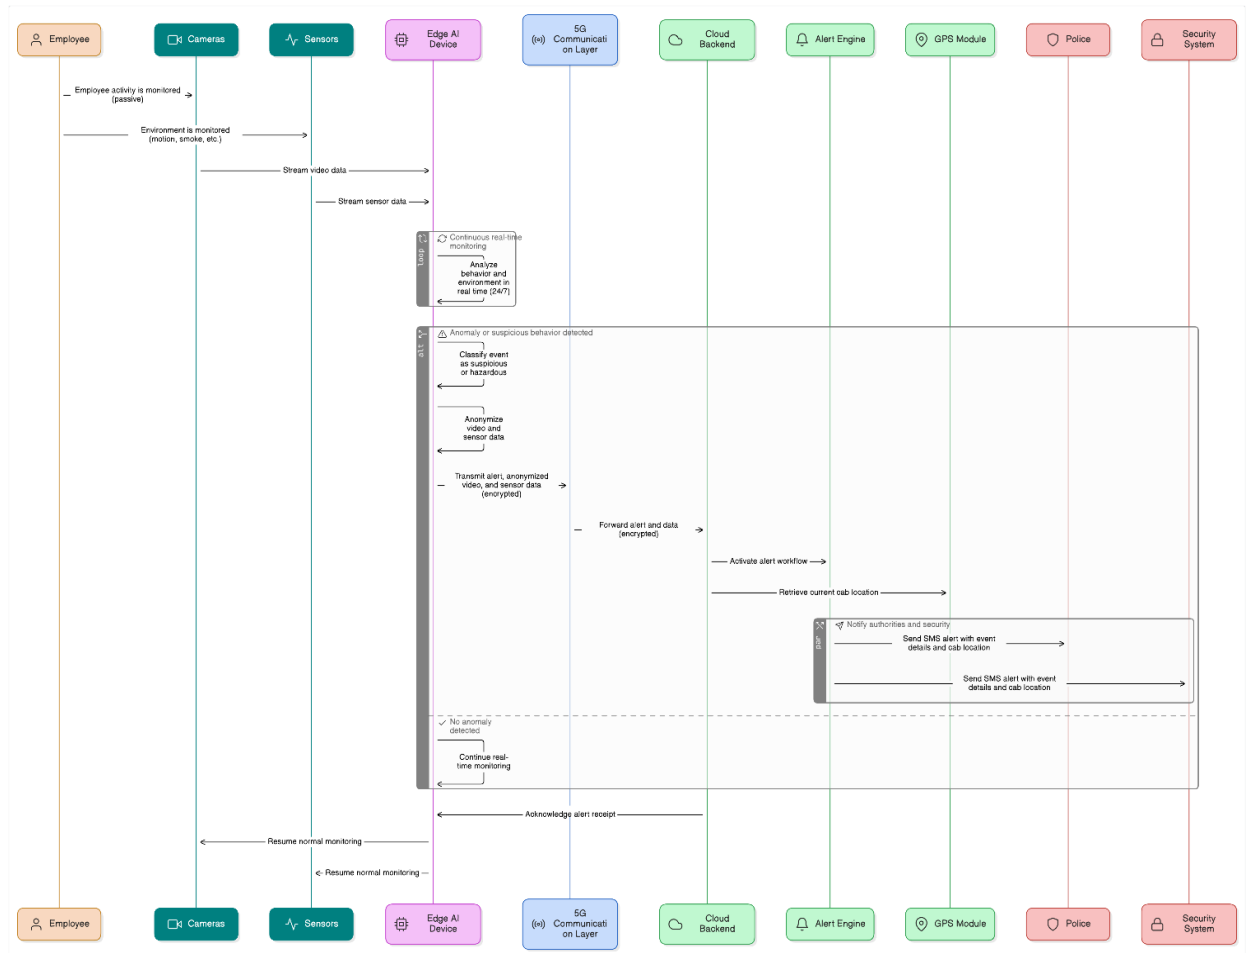 Employee
Cameras
Sensors
Edge AI
Device
5G
Communicati
on Layer
Cloud
Backend
Alert Engine
GPS Module
Police
Security
System
Employee activity is monitored
(passive)
Environment is monitored
(motion, smoke, etc.)
Stream video data
Stream sensor data
loop
Continuous real-time
monitoring
Analyze
behavior and
environment in
real time (24/7)
alt
Anomaly or suspicious behavior detected
Classify event
as suspicious
or hazardous
Anonymize
video and
sensor data
Transmit alert, anonymized
video, and sensor data
(encrypted)
Forward alert and data
(encrypted)
Activate alert workflow
Retrieve current cab location
par
Notify authorities and security
Send SMS alert with event
details and cab location
Send SMS alert with event
details and cab location
No anomaly
detected
Continue real-
time monitoring
Acknowledge alert receipt
Resume normal monitoring
Resume normal monitoring
Employee
Cameras
Sensors
Edge AI
Device
5G
Communicati
on Layer
Cloud
Backend
Alert Engine
GPS Module
Police
Security
System